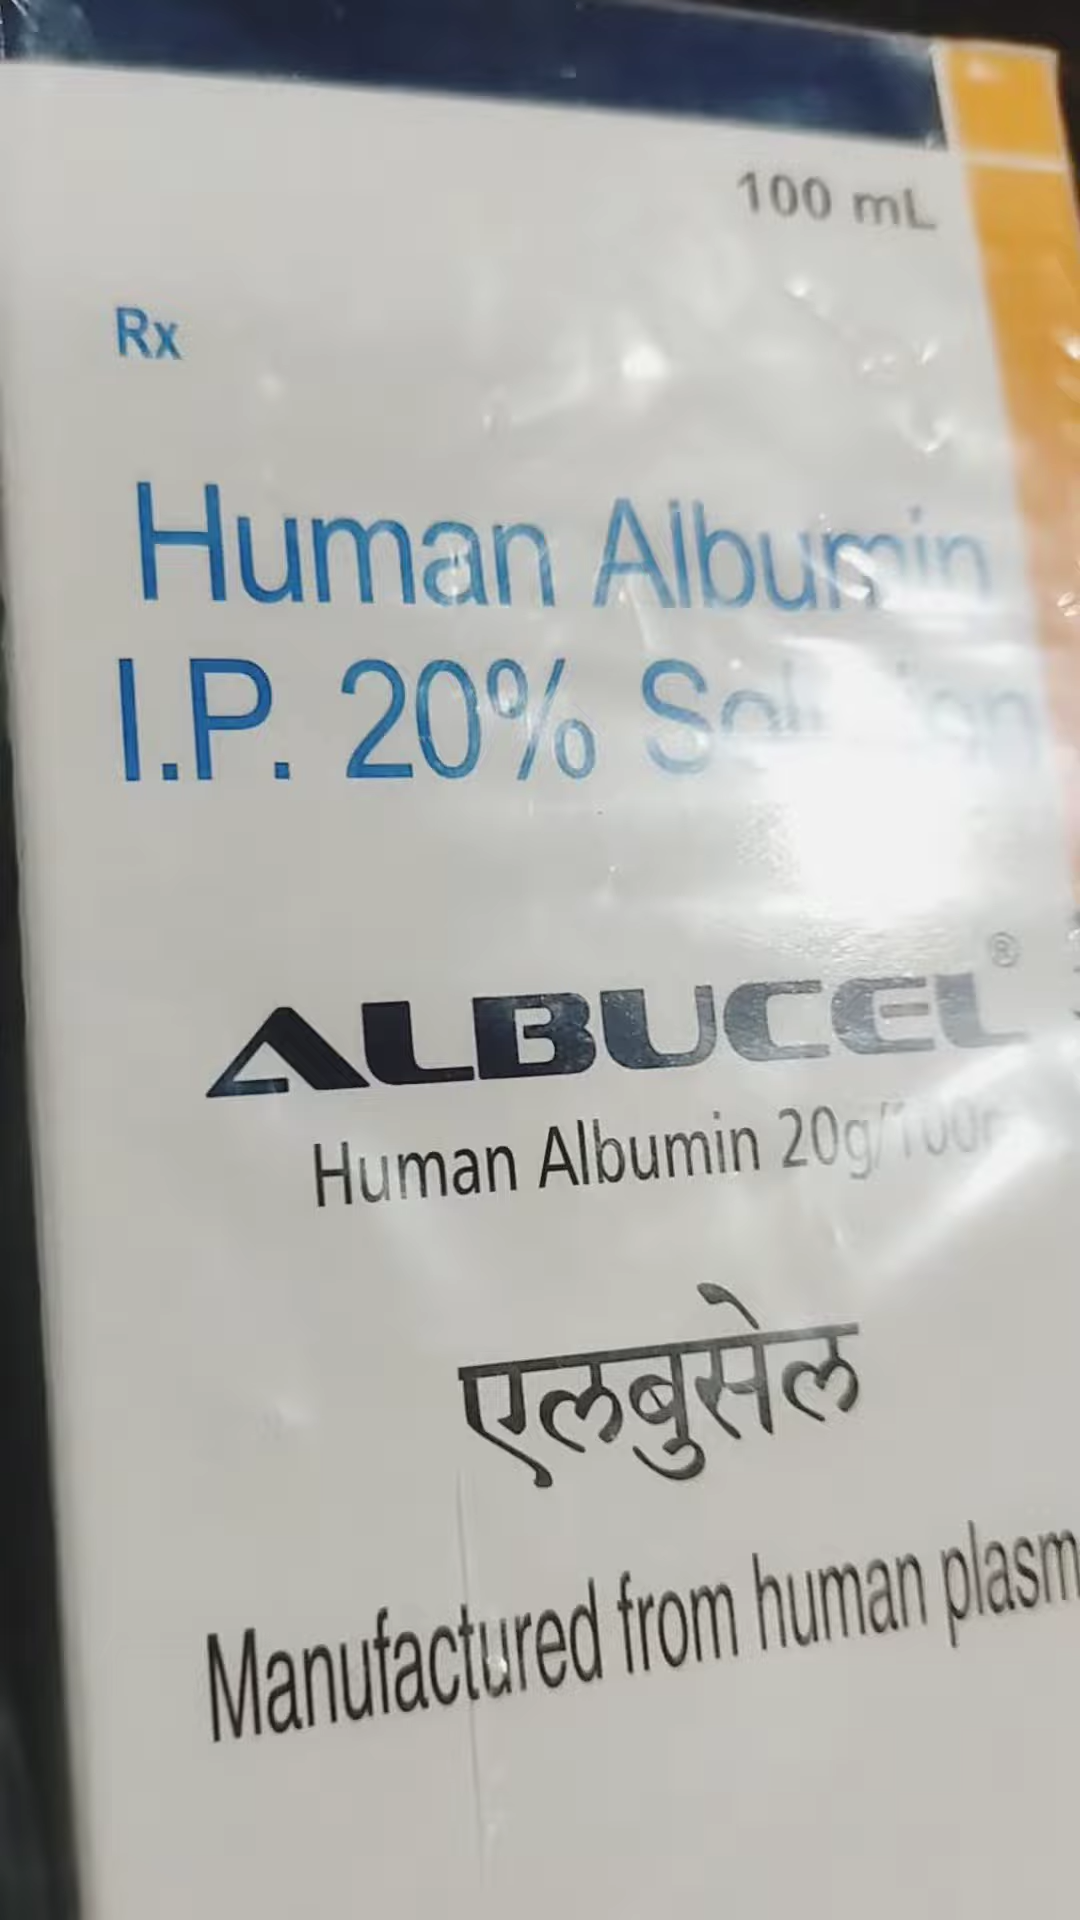 100 mL
Rx
Human Albumin
I.P. 20% Solution
ALBUCEL®
Human Albumin 20g/100
एलबुसेल
Manufactured from human plasm